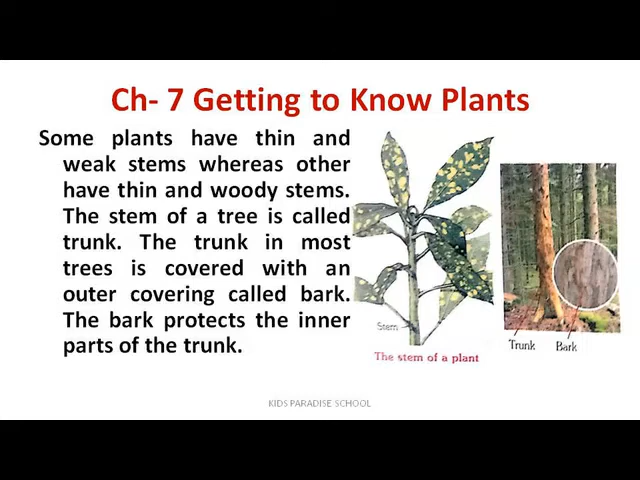 Ch- 7 Getting to Know Plants
Some plants have thin and
weak stems whereas other
have thin and woody stems.
The stem of a tree is called
trunk. The trunk in most
trees is covered with an
outer covering called bark.
The bark protects the inner
parts of the trunk.
Stem
The stem of a plant
Trunk
Bark
KIDS PARADISE SCHOOL